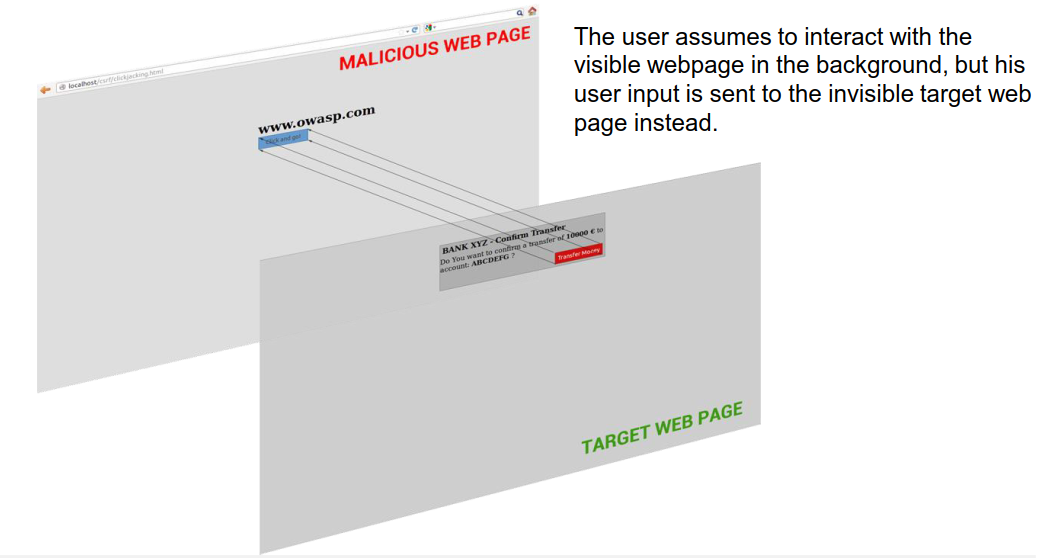 MALICIOUS WEB PAGE
localhost/csrf/clickjacking.html
www.owasp.com
Click and go!
The user assumes to interact with the
visible webpage in the background, but his
user input is sent to the invisible target web
page instead.
BANK XYZ - Confirm Transfer
Do You want to confirm a transfer of 10000 € to
account: ABCDEFG ?
Transfer Money
TARGET WEB PAGE